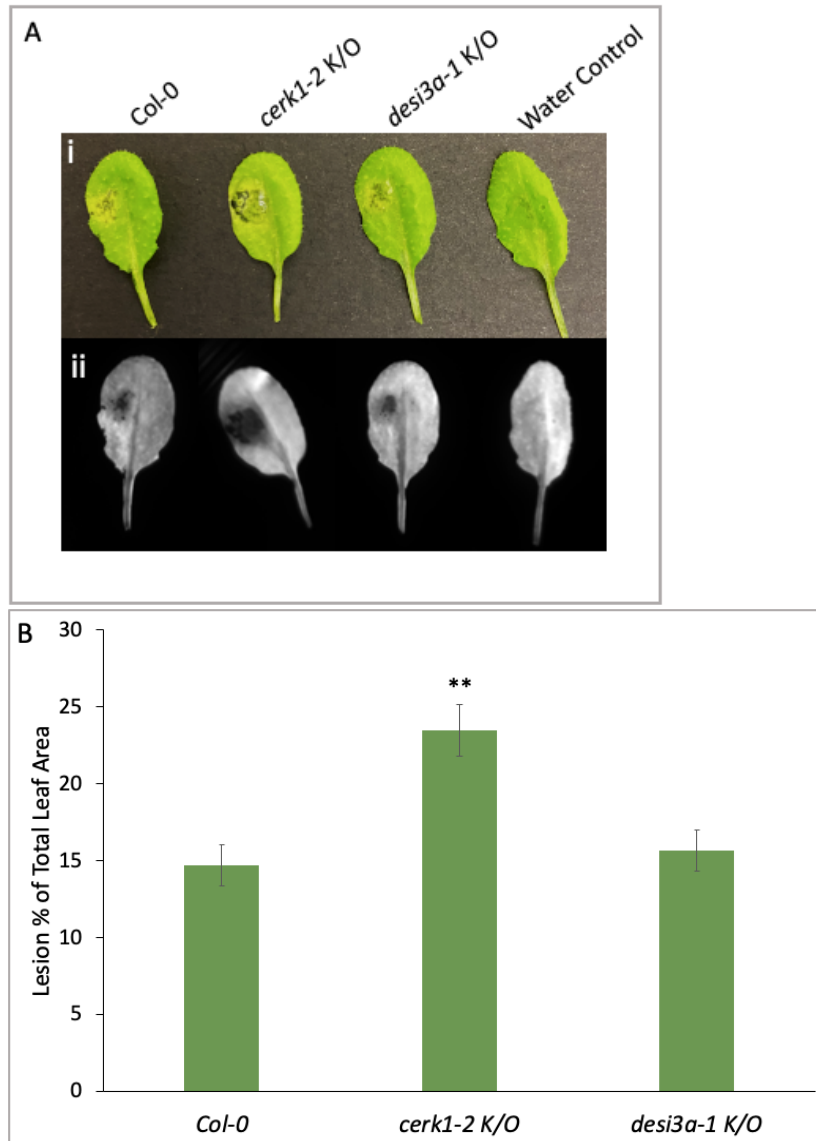 A
Col-0
cerk1-2 K/O
desi3a-1 K/O
Water Control
i
ii
B
30
25
20
15
10
5
0
Lesion % of Total Leaf Area
**
Col-0
cerk1-2 K/O
desi3a-1 K/O